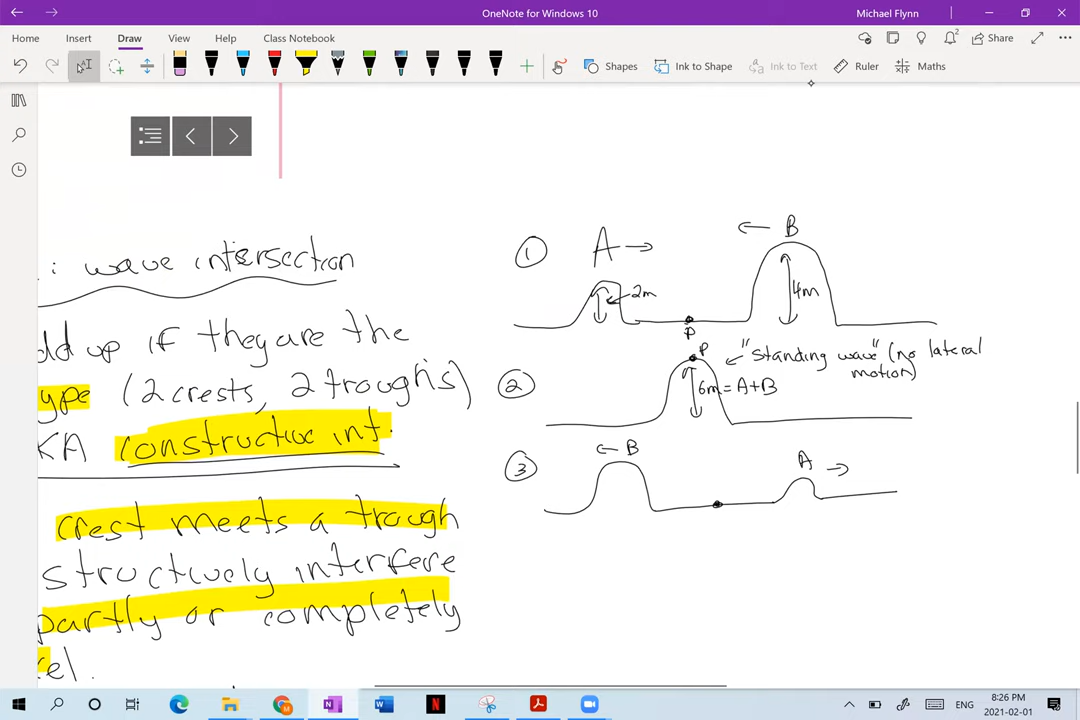 OneNote for Windows 10
Michael Flynn
Home
Insert
Draw
View
Help
Class Notebook
Share
Shapes
Ink to Shape
Ink to Text
Ruler
Maths
: wave intersection
dd up if they are the
ype (2 crests, 2 troughs)
KA constructive int.
crest meets a trough
structively interfere
partly or completely
cel.
① A → ← B
2m
4m
P
② P
"Standing wave" (no lateral
motion)
6m = A+B
③ ← B A →
ENG
8:26 PM
2021-02-01